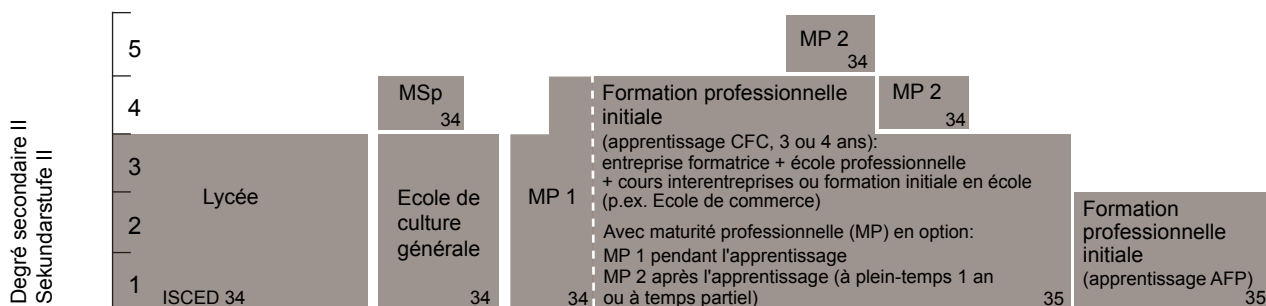 Degré secondaire II
Sekundarstufe II
5
4
3
2
1
Lycée
ISCED 34
MSp
34
Ecole de
culture
générale
34
MP 1
34
MP 2
34
MP 2
34
Formation professionnelle
initiale
(apprentissage CFC, 3 ou 4 ans):
entreprise formatrice + école professionnelle
+ cours interentreprises ou formation initiale en école
(p.ex. Ecole de commerce)
Avec maturité professionnelle (MP) en option:
MP 1 pendant l'apprentissage
MP 2 après l'apprentissage (à plein-temps 1 an
ou à temps partiel)
35
Formation
professionnelle
initiale
(apprentissage AFP)
35